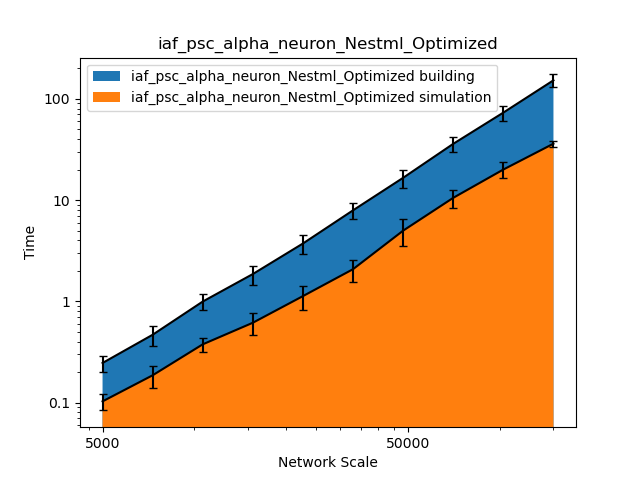 iaf_psc_alpha_neuron_Nestml_Optimized
iaf_psc_alpha_neuron_Nestml_Optimized building
iaf_psc_alpha_neuron_Nestml_Optimized simulation
100
10
1
0.1
Time
5000
50000
Network Scale